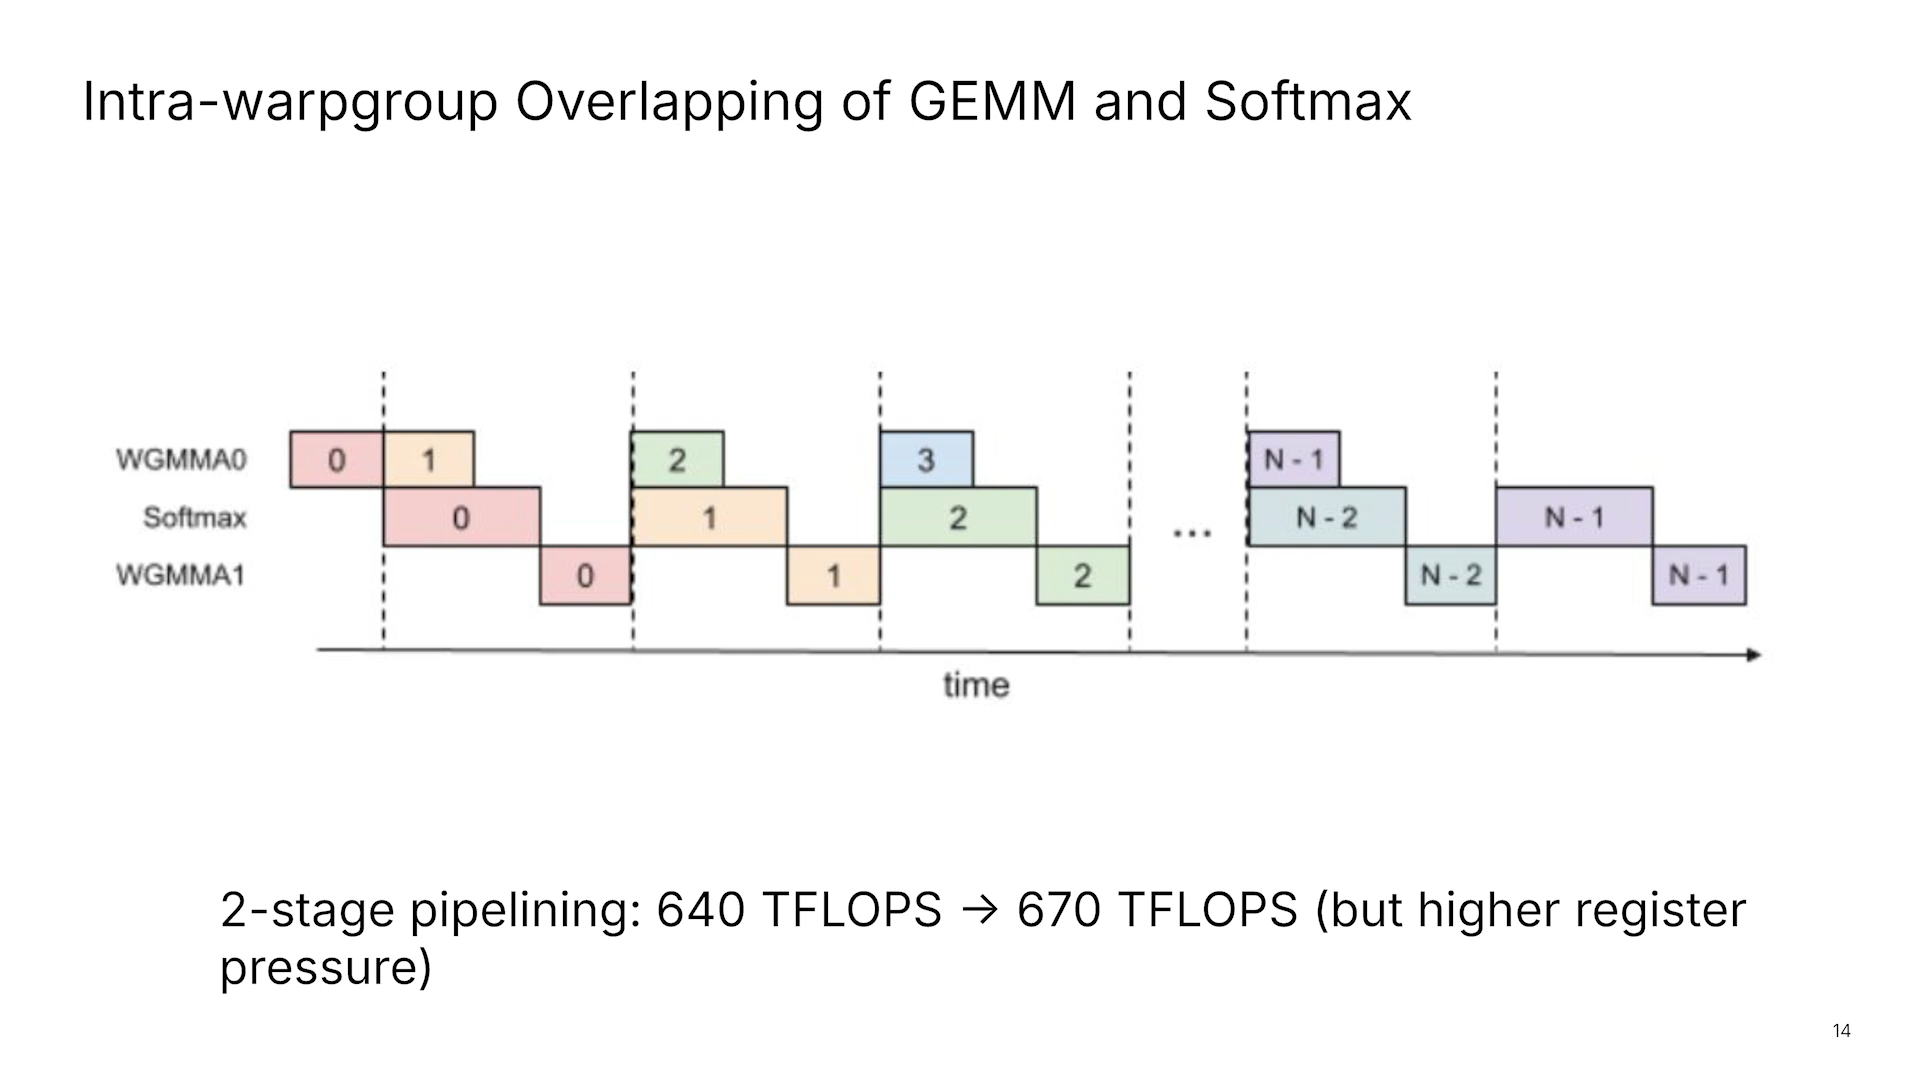 Intra-warpgroup Overlapping of GEMM and Softmax
WGMMA0 0 1 2 3 N - 1
Softmax 0 1 2 ... N - 2 N - 1
WGMMA1 0 1 2 N - 2 N - 1
time
2-stage pipelining: 640 TFLOPS → 670 TFLOPS (but higher register
pressure)
14